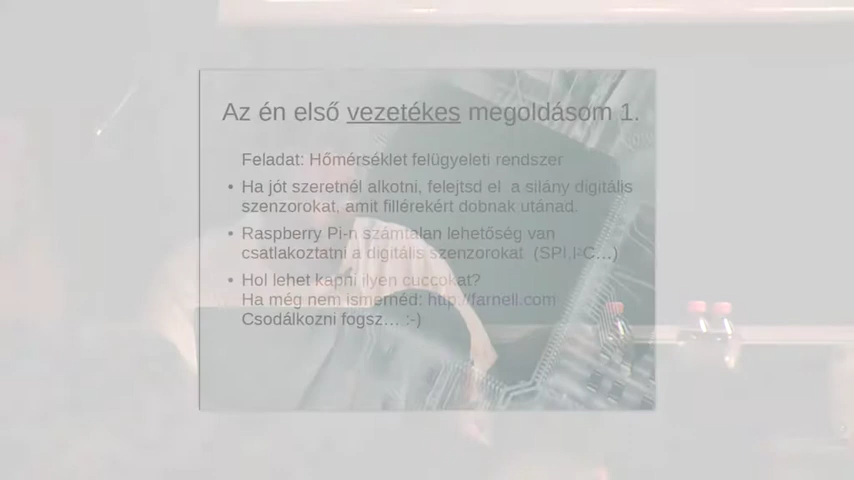 Az én első vezetékes megoldásom 1.
Feladat: Hőmérséklet felügyeleti rendszer
• Ha jót szeretnél alkotni, felejtsd el a silány digitális
szenzorokat, amit fillérekért dobnak utánad.
• Raspberry Pi-n számtalan lehetőség van
csatlakoztatni a digitális szenzorokat (SPI,I²C…)
• Hol lehet kapni ilyen cuccokat?
Ha még nem ismernéd: http://farnell.com
Csodálkozni fogsz… :-)